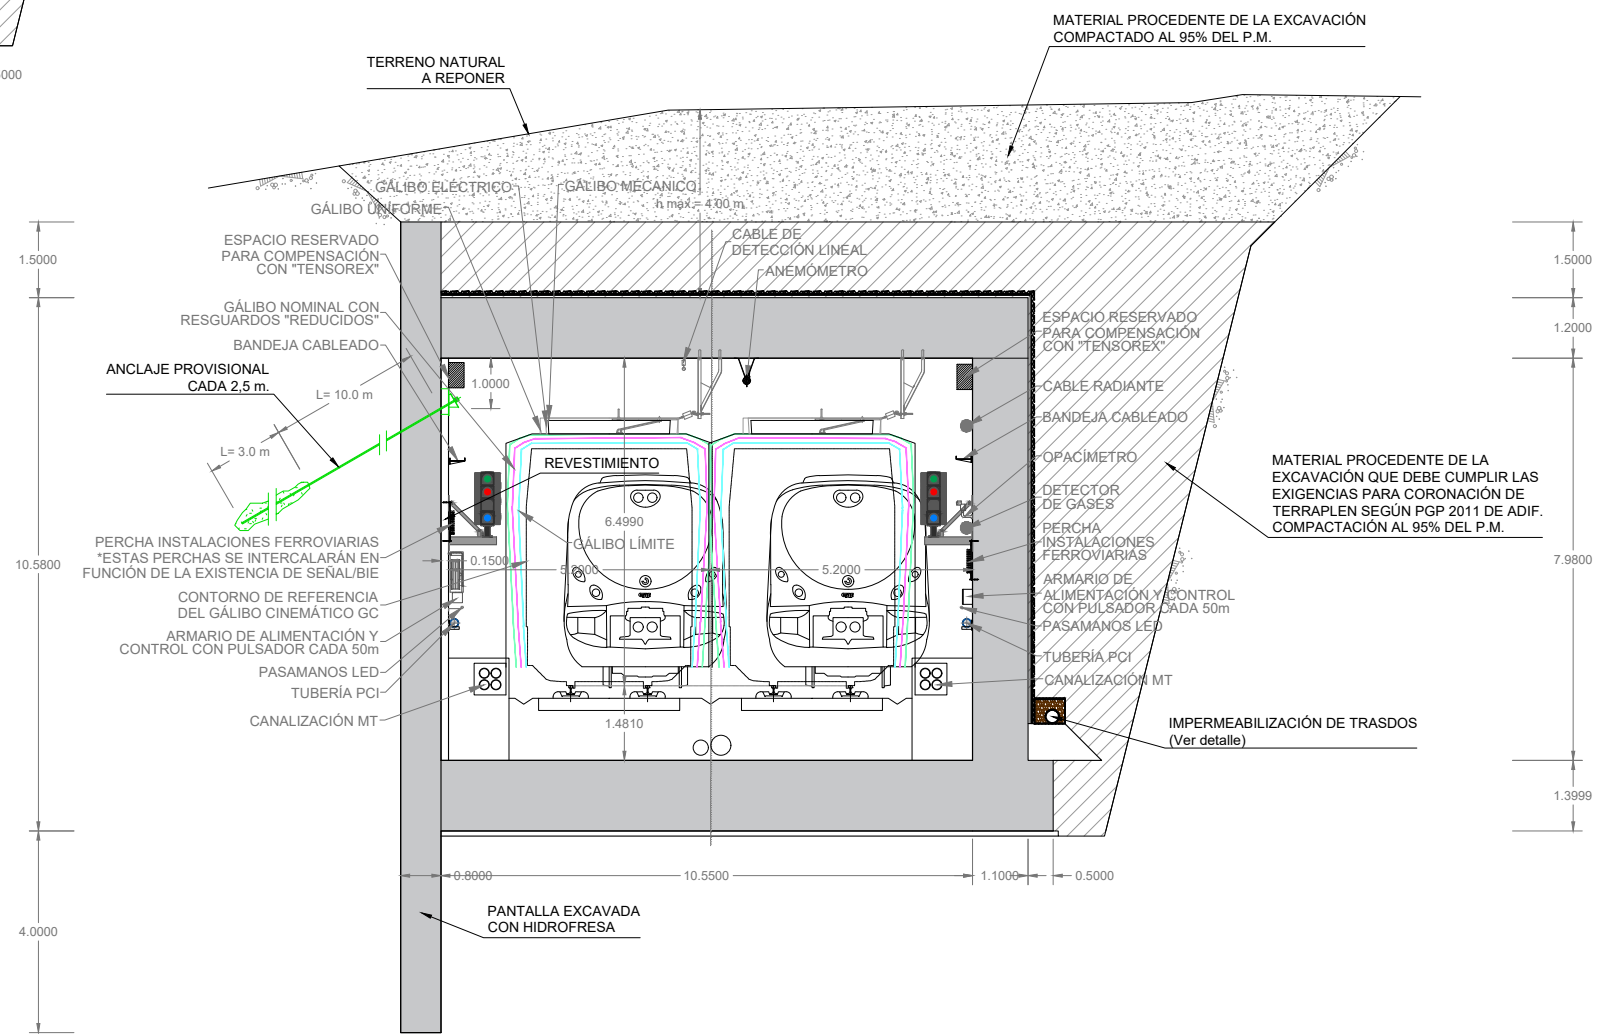 MATERIAL PROCEDENTE DE LA EXCAVACIÓN
COMPACTADO AL 95% DEL P.M.
TERRENO NATURAL
A REPONER
000
GÁLIBO ELÉCTRICO
GÁLIBO MECÁNICO
h max.= 4.00 m
GÁLIBO UNIFORME
ESPACIO RESERVADO
PARA COMPENSACIÓN
CON "TENSOREX"
CABLE DE
DETECCIÓN LINEAL
ANEMÓMETRO
1.5000
1.5000
GÁLIBO NOMINAL CON
RESGUARDOS "REDUCIDOS"
BANDEJA CABLEADO
ESPACIO RESERVADO
PARA COMPENSACIÓN
CON "TENSOREX"
1.2000
ANCLAJE PROVISIONAL
CADA 2,5 m.
L= 10.0 m
L= 3.0 m
1.0000
CABLE RADIANTE
BANDEJA CABLEADO
REVESTIMIENTO
OPACÍMETRO
DETECTOR
DE GASES
PERCHA
INSTALACIONES
FERROVIARIAS
MATERIAL PROCEDENTE DE LA
EXCAVACIÓN QUE DEBE CUMPLIR LAS
EXIGENCIAS PARA CORONACIÓN DE
TERRAPLEN SEGÚN PGP 2011 DE ADIF.
COMPACTACIÓN AL 95% DEL P.M.
6.4990
GÁLIBO LÍMITE
PERCHA INSTALACIONES FERROVIARIAS
*ESTAS PERCHAS SE INTERCALARÁN EN
FUNCIÓN DE LA EXISTENCIA DE SEÑAL/BIE
10.5800
0.1500
5.2000
5.2000
7.9800
CONTORNO DE REFERENCIA
DEL GÁLIBO CINEMÁTICO GC
ARMARIO DE
ALIMENTACIÓN Y CONTROL
CON PULSADOR CADA 50m
ARMARIO DE ALIMENTACIÓN Y
CONTROL CON PULSADOR CADA 50m
PASAMANOS LED
PASAMANOS LED
TUBERÍA PCI
TUBERÍA PCI
CANALIZACIÓN MT
CANALIZACIÓN MT
1.4810
IMPERMEABILIZACIÓN DE TRASDOS
(Ver detalle)
1.3999
0.8000
10.5500
1.1000
0.5000
PANTALLA EXCAVADA
CON HIDROFRESA
4.0000